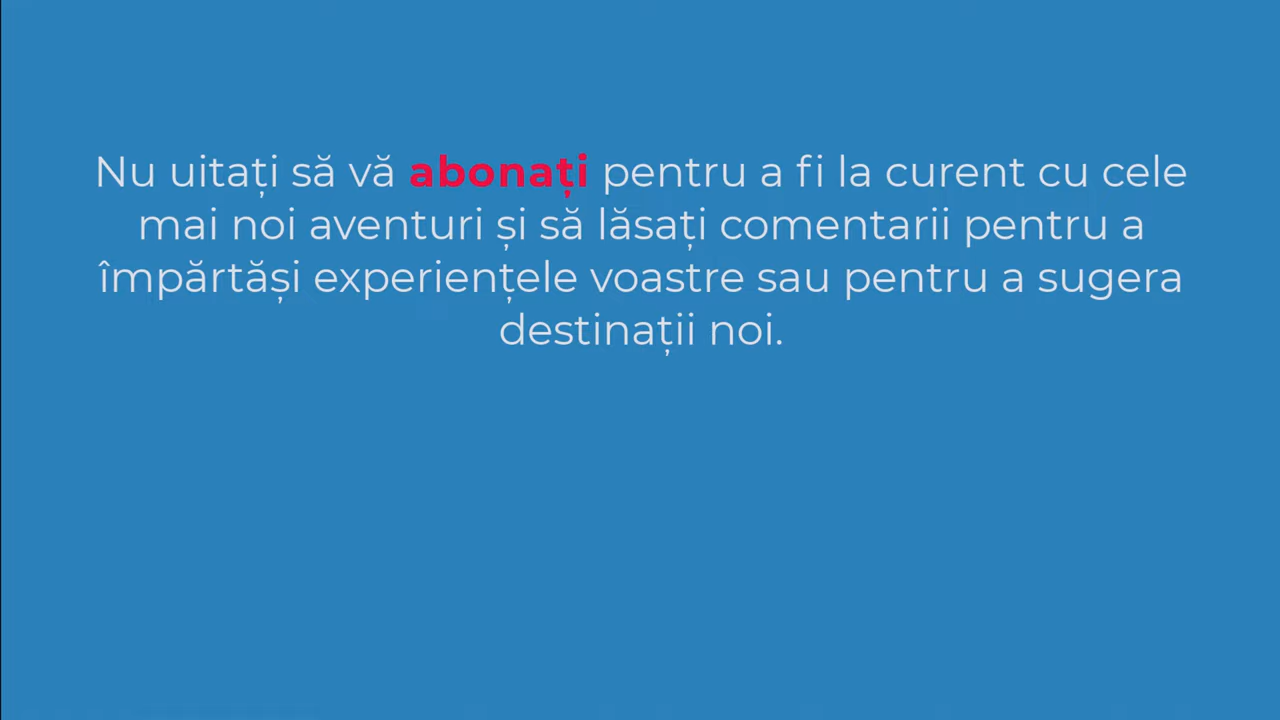 Nu uitați să vă abonați pentru a fi la curent cu cele
mai noi aventuri și să lăsați comentarii pentru a
împărtăși experiențele voastre sau pentru a sugera
destinații noi.